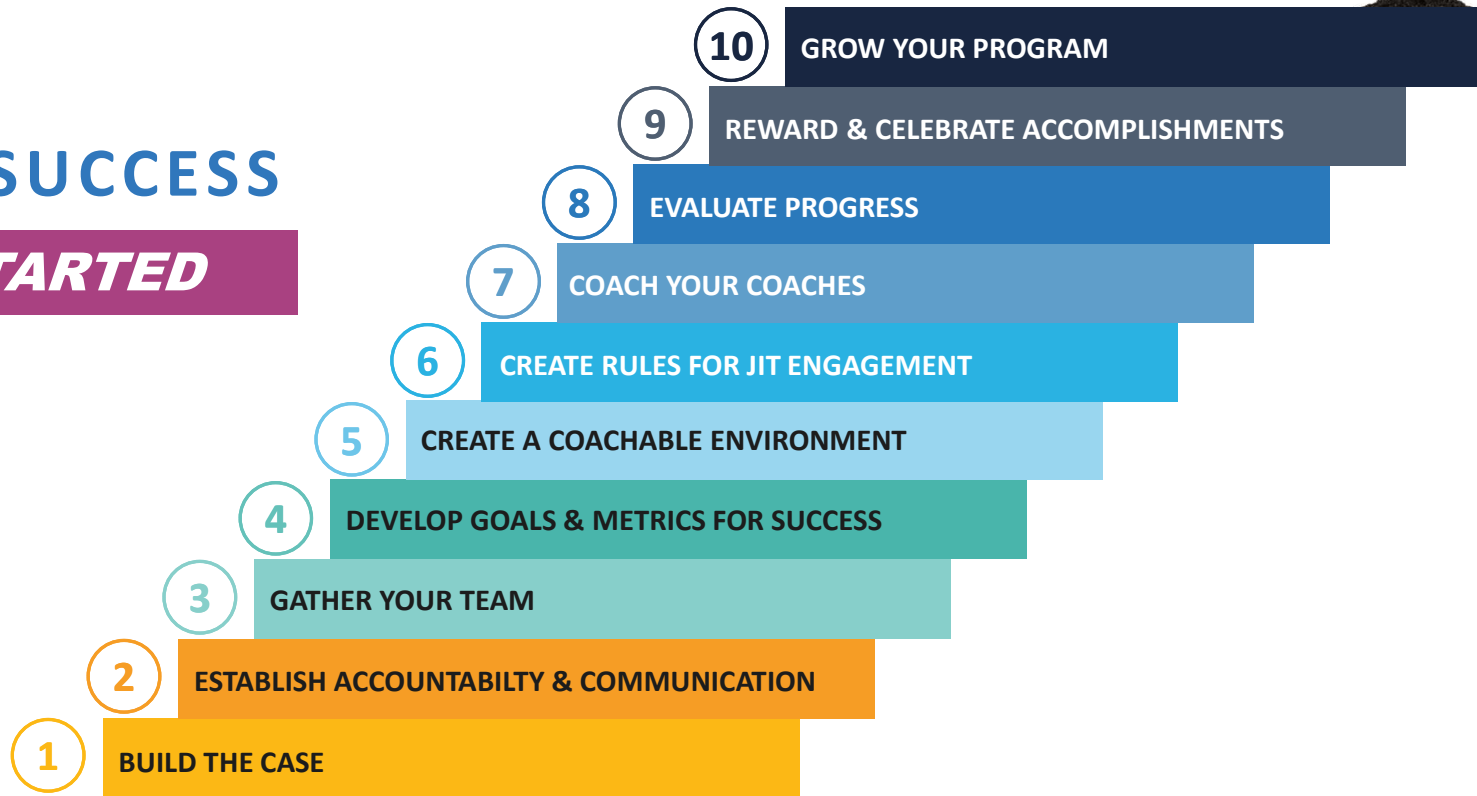 10 GROW YOUR PROGRAM
9 REWARD & CELEBRATE ACCOMPLISHMENTS
SUCCESS
8 EVALUATE PROGRESS
TARTED
7 COACH YOUR COACHES
6 CREATE RULES FOR JIT ENGAGEMENT
5 CREATE A COACHABLE ENVIRONMENT
4 DEVELOP GOALS & METRICS FOR SUCCESS
3 GATHER YOUR TEAM
2 ESTABLISH ACCOUNTABILTY & COMMUNICATION
1 BUILD THE CASE